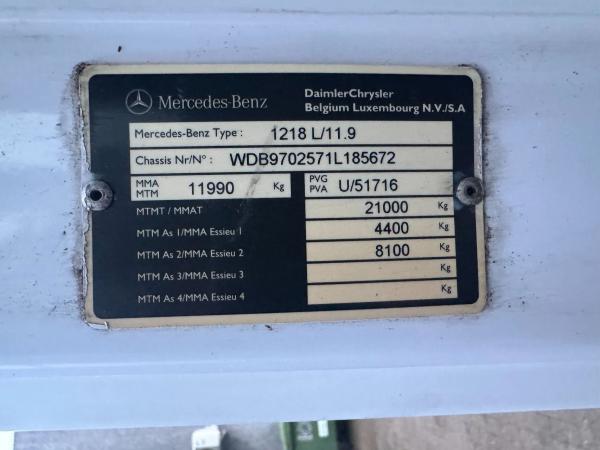 Mercedes-Benz
DaimlerChrysler
Belgium Luxembourg N.V./S.A
Mercedes-Benz Type : 1218 L/11.9
Chassis Nr/N° : WDB9702571L185672
MMA MTM 11990 Kg PVG PVA U/51716
MTMT / MMAT 21000 Kg
MTM As 1/MMA Essieu 1 4400 Kg
MTM As 2/MMA Essieu 2 8100 Kg
MTM As 3/MMA Essieu 3 Kg
MTM As 4/MMA Essieu 4 Kg